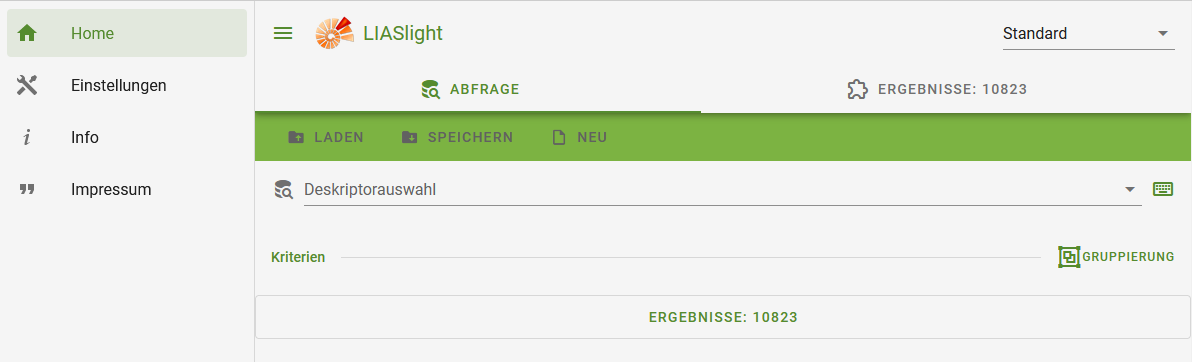 Home
Einstellungen
Info
Impressum
LIASlight
Standard
ABFRAGE
ERGEBNISSE: 10823
LADEN
SPEICHERN
NEU
Deskriptorauswahl
Kriterien
GRUPPIERUNG
ERGEBNISSE: 10823